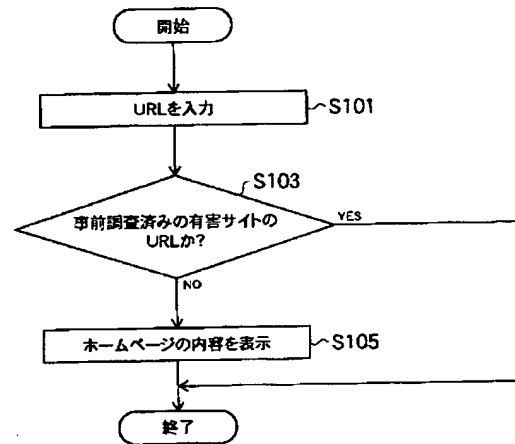 開始
URLを入力
S101
S103
事前調査済みの有害サイトの
URLか?
YES
NO
ホームページの内容を表示
S105
終了